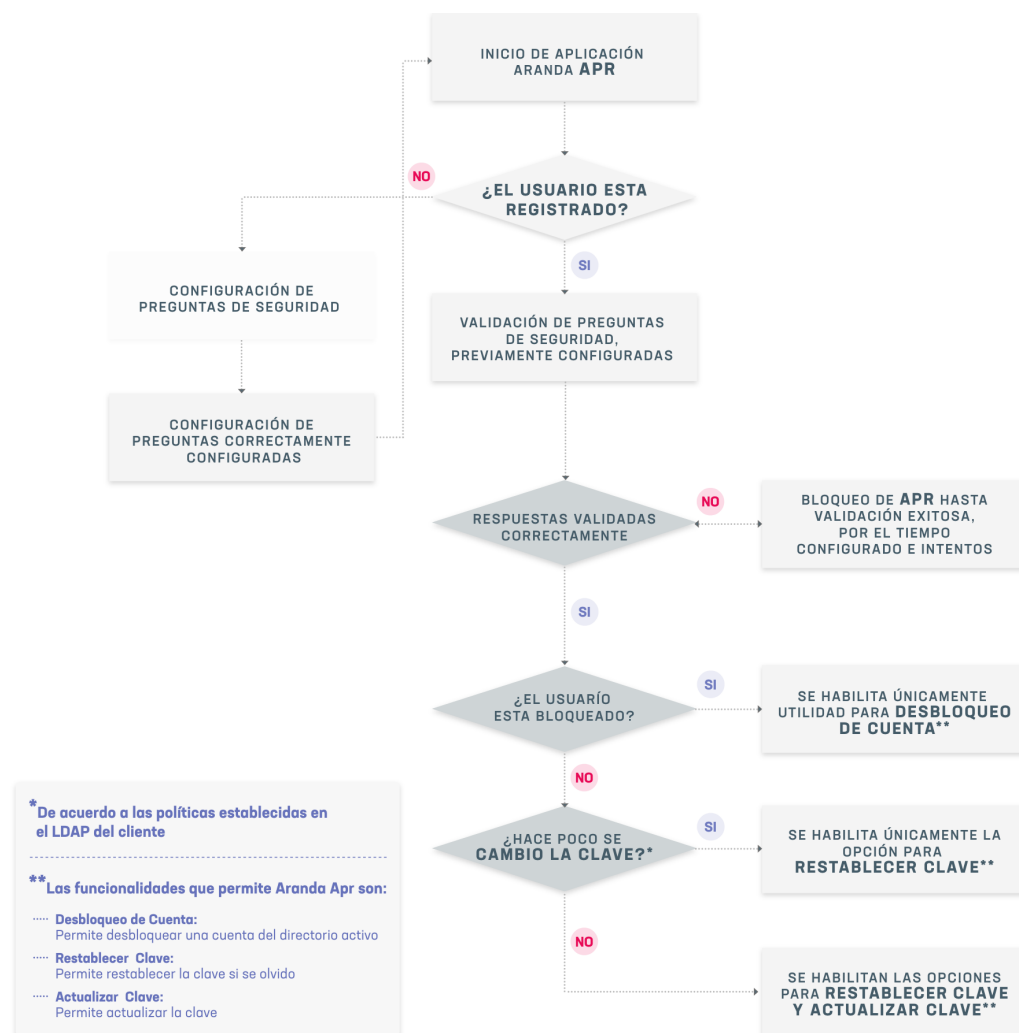 INICIO DE APLICACIÓN
ARANDA APR
NO
¿EL USUARIO ESTA
REGISTRADO?
SI
CONFIGURACIÓN DE
PREGUNTAS DE SEGURIDAD
VALIDACIÓN DE PREGUNTAS
DE SEGURIDAD,
PREVIAMENTE CONFIGURADAS
CONFIGURACIÓN DE
PREGUNTAS CORRECTAMENTE
CONFIGURADAS
RESPUESTAS VALIDADAS
CORRECTAMENTE
NO
BLOQUEO DE APR HASTA
VALIDACIÓN EXITOSA,
POR EL TIEMPO
CONFIGURADO E INTENTOS
SI
¿EL USUARÍO
ESTA BLOQUEADO?
SI
SE HABILITA ÚNICAMENTE
UTILIDAD PARA DESBLOQUEO
DE CUENTA**
NO
¿HACE POCO SE
CAMBIO LA CLAVE?*
SI
SE HABILITA ÚNICAMENTE LA
OPCIÓN PARA
RESTABLECER CLAVE**
NO
SE HABILITAN LAS OPCIONES
PARA RESTABLECER CLAVE
Y ACTUALIZAR CLAVE**
*De acuerdo a las políticas establecidas en
el LDAP del cliente
**Las funcionalidades que permite Aranda Apr son:
Desbloqueo de Cuenta:
Permite desbloquear una cuenta del directorio activo
Restablecer Clave:
Permite restablecer la clave si se olvido
Actualizar Clave:
Permite actualizar la clave